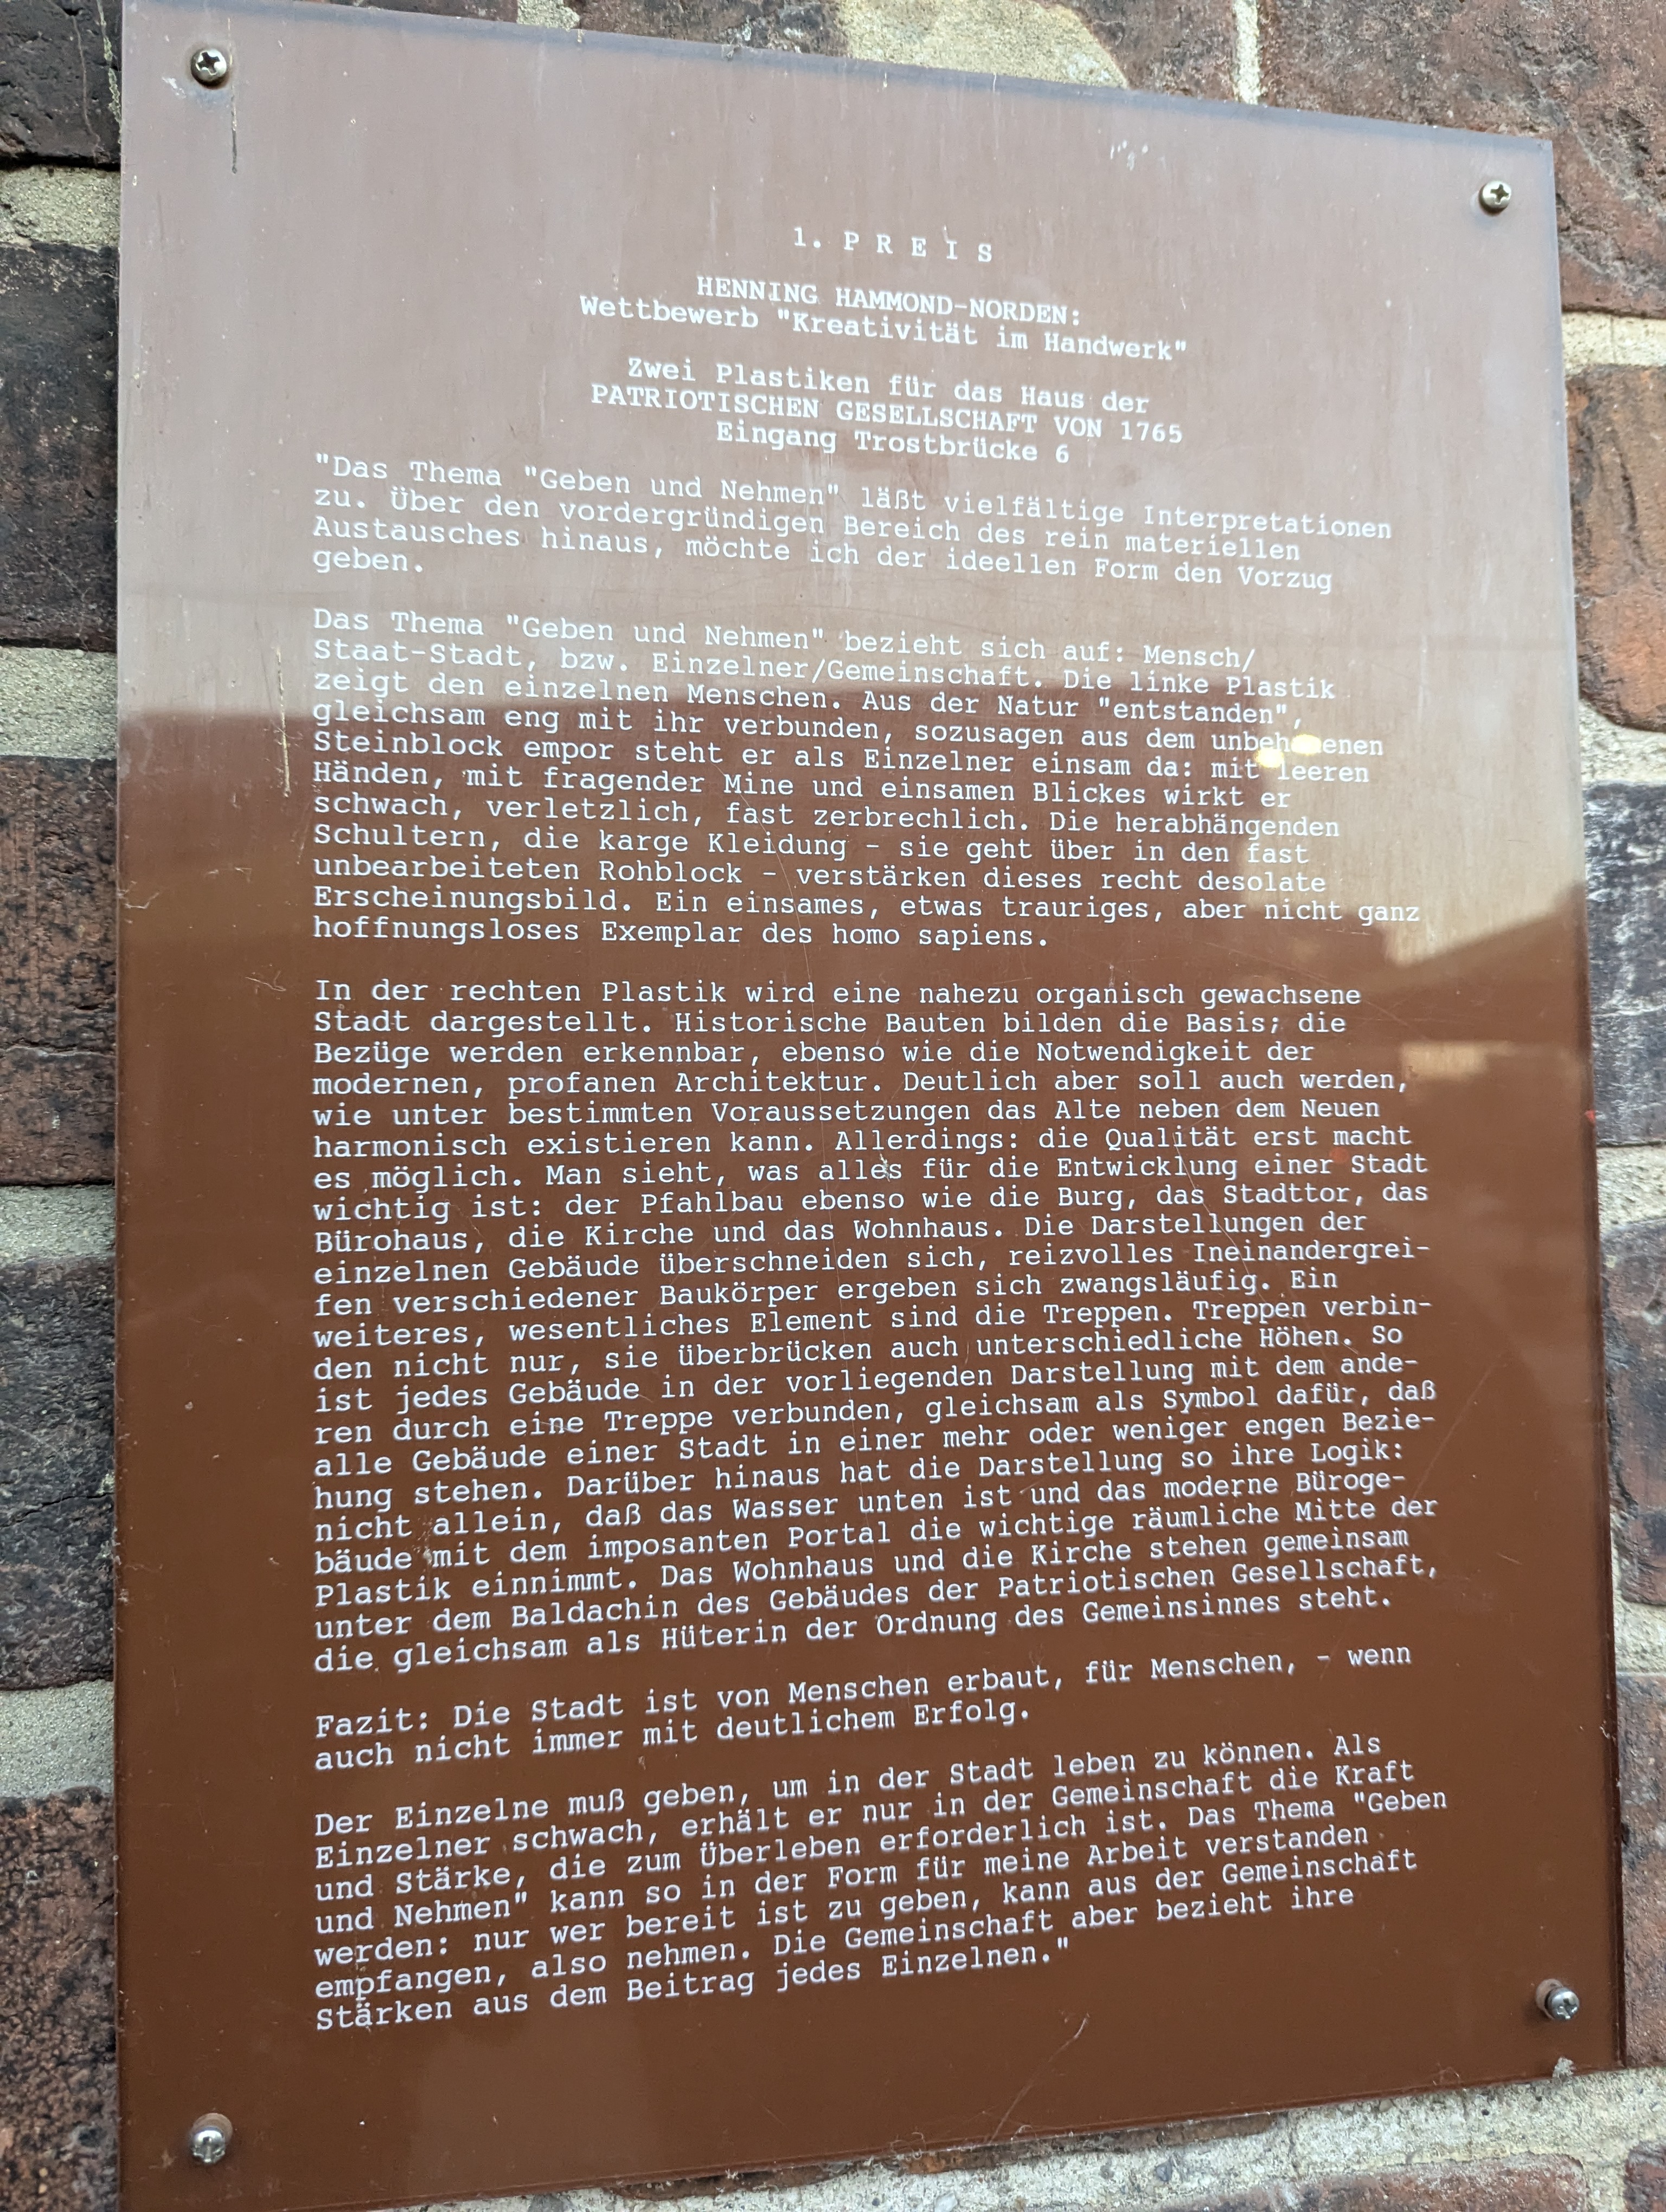 1. P R E I S
HENNING HAMMOND-NORDEN:
Wettbewerb "Kreativität im Handwerk"
Zwei Plastiken für das Haus der
PATRIOTISCHEN GESELLSCHAFT VON 1765
Eingang Trostbrücke 6
"Das Thema "Geben und Nehmen" läßt vielfältige Interpretationen
zu. Über den vordergründigen Bereich des rein materiellen
Austausches hinaus, möchte ich der ideellen Form den Vorzug
geben.
Das Thema "Geben und Nehmen" bezieht sich auf: Mensch/
Staat-Stadt, bzw. Einzelner/Gemeinschaft. Die linke Plastik
zeigt den einzelnen Menschen. Aus der Natur "entstanden",
gleichsam eng mit ihr verbunden, sozusagen aus dem
Steinblock empor steht er als Einzelner einsam da: mit leeren
Händen, mit fragender Mine und einsamen Blickes wirkt er
schwach, verletzlich, fast zerbrechlich. Die herabhängenden
Schultern, die karge Kleidung - sie geht über in den fast
unbearbeiteten Rohblock - verstärken dieses recht desolate
Erscheinungsbild. Ein einsames, etwas trauriges, aber nicht ganz
hoffnungsloses Exemplar des homo sapiens.
In der rechten Plastik wird eine nahezu organisch gewachsene
Stadt dargestellt. Historische Bauten bilden die Basis; die
Bezüge werden erkennbar, ebenso wie die Notwendigkeit der
modernen, profanen Architektur. Deutlich aber soll auch werden,
wie unter bestimmten Voraussetzungen das Alte neben dem Neuen
harmonisch existieren kann. Allerdings: die Qualität erst macht
es möglich. Man sieht, was alles für die Entwicklung einer Stadt
wichtig ist: der Pfahlbau ebenso wie die Burg, das Stadttor, das
Bürohaus, die Kirche und das Wohnhaus. Die Darstellungen der
einzelnen Gebäude überschneiden sich, reizvolles Ineinandergrei-
fen verschiedener Baukörper ergeben sich zwangsläufig. Ein
weiteres, wesentliches Element sind die Treppen. Treppen verbin-
den nicht nur, sie überbrücken auch unterschiedliche Höhen. So
ist jedes Gebäude in der vorliegenden Darstellung mit dem ande-
ren durch eine Treppe verbunden, gleichsam als Symbol dafür, daß
alle Gebäude einer Stadt in einer mehr oder weniger engen Bezie-
hung stehen. Darüber hinaus hat die Darstellung so ihre Logik:
nicht allein, daß das Wasser unten ist und das moderne Büroge-
bäude mit dem imposanten Portal die wichtige räumliche Mitte der
Plastik einnimmt. Das Wohnhaus und die Kirche stehen gemeinsam
unter dem Baldachin des Gebäudes der Patriotischen Gesellschaft,
die gleichsam als Hüterin der Ordnung des Gemeinsinnes steht.
Fazit: Die Stadt ist von Menschen erbaut, für Menschen, - wenn
auch nicht immer mit deutlichem Erfolg.
Der Einzelne muß geben, um in der Stadt leben zu können. Als
Einzelner schwach, erhält er nur in der Gemeinschaft die Kraft
und Stärke, die zum Überleben erforderlich ist. Das Thema "Geben
und Nehmen" kann so in der Form für meine Arbeit verstanden
werden: nur wer bereit ist zu geben, kann aus der Gemeinschaft
empfangen, also nehmen. Die Gemeinschaft aber bezieht ihre
Stärken aus dem Beitrag jedes Einzelnen."